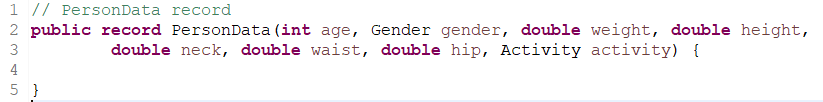 1 // PersonData record
2 public record PersonData(int age, Gender gender, double weight, double height,
3         double neck, double waist, double hip, Activity activity) {
4
5 }